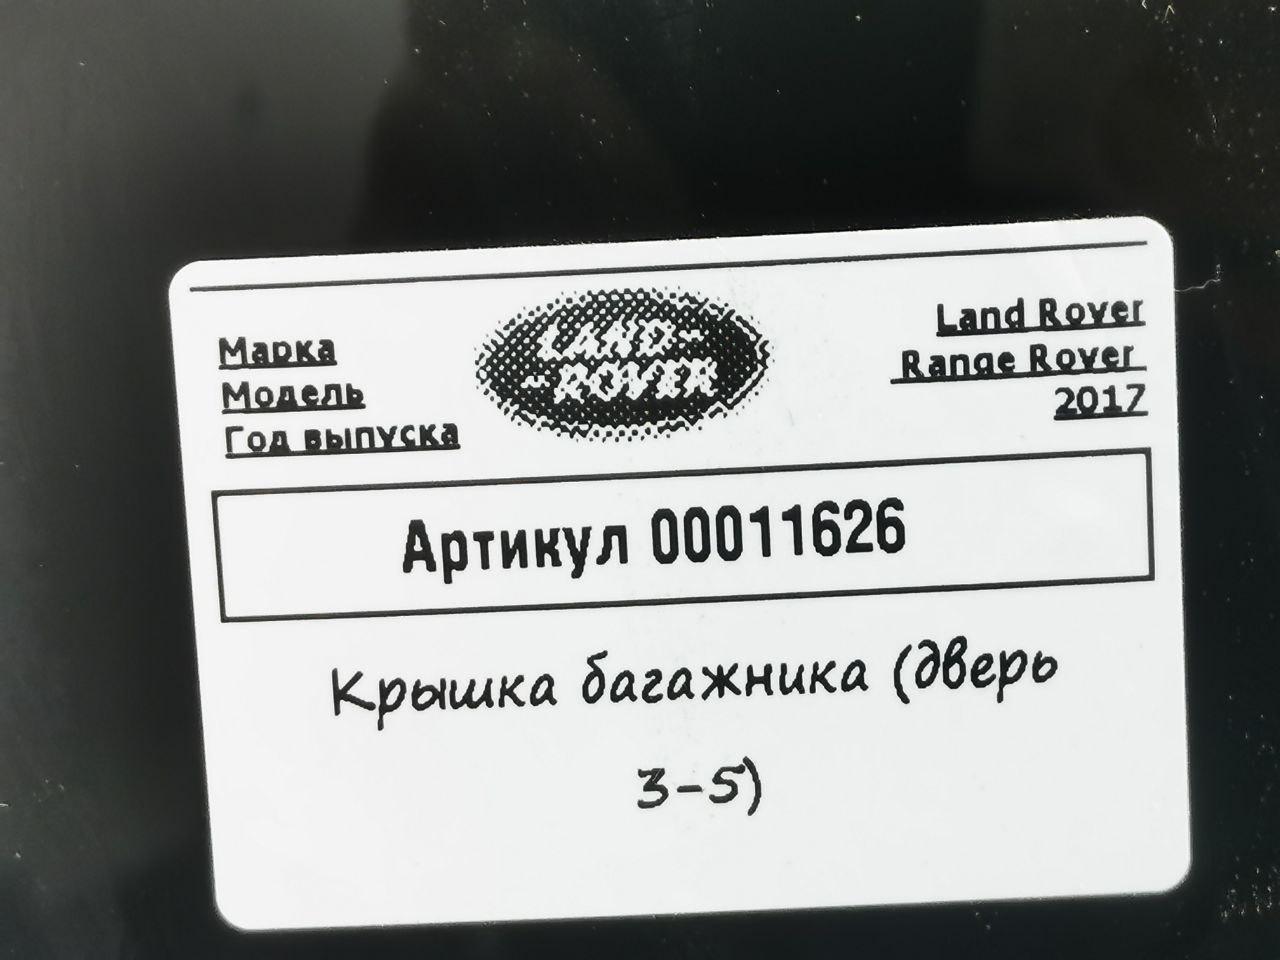 Марка
Модель
Год выпуска
LAND-
-ROVER
Land Rover
Range Rover
2017
Артикул 00011626
Крышка багажника (дверь
3-5)